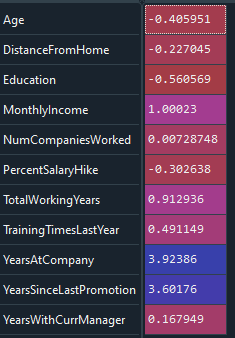 Age -0.405951
DistanceFromHome -0.227045
Education -0.560569
MonthlyIncome 1.00023
NumCompaniesWorked 0.00728748
PercentSalaryHike -0.302638
TotalWorkingYears 0.912936
TrainingTimesLastYear 0.491149
YearsAtCompany 3.92386
YearsSinceLastPromotion 3.60176
YearsWithCurrManager 0.167949